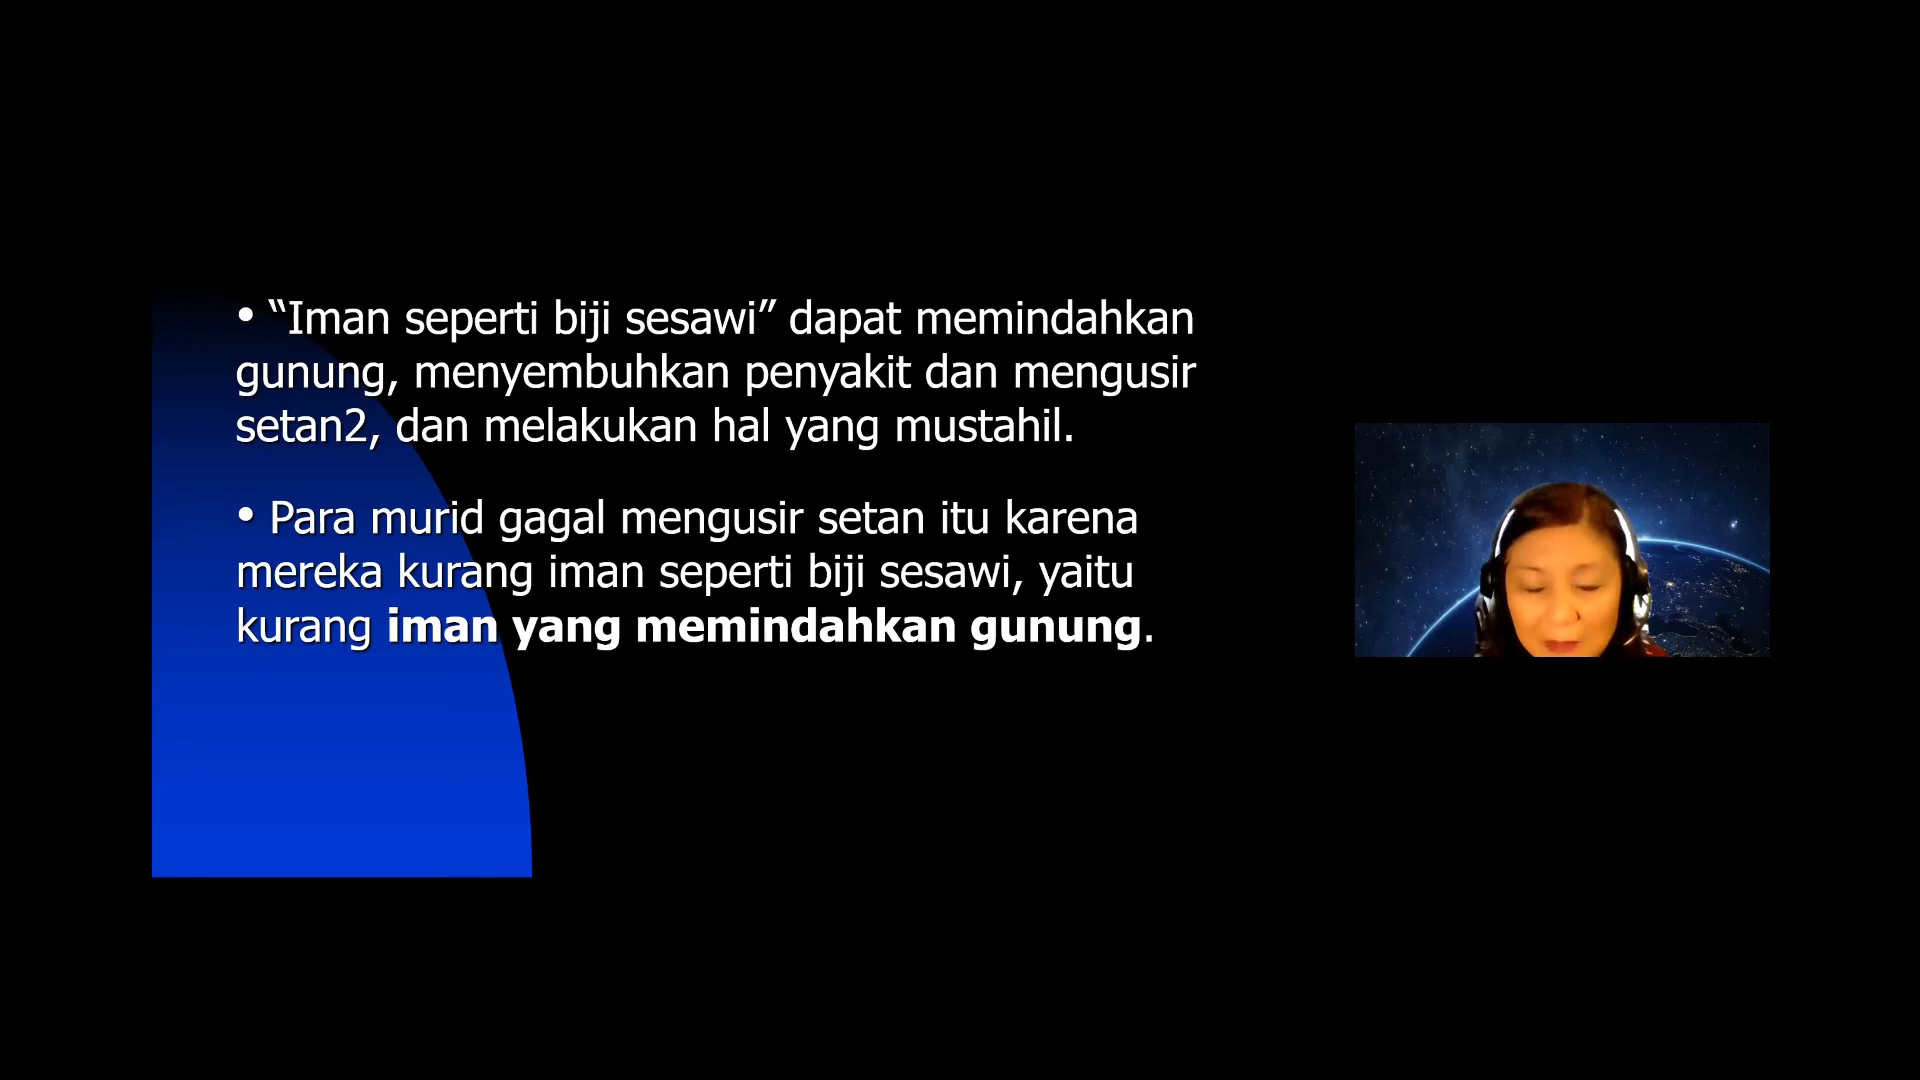 • “Iman seperti biji sesawi” dapat memindahkan
gunung, menyembuhkan penyakit dan mengusir
setan2, dan melakukan hal yang mustahil.
• Para murid gagal mengusir setan itu karena
mereka kurang iman seperti biji sesawi, yaitu
kurang iman yang memindahkan gunung.